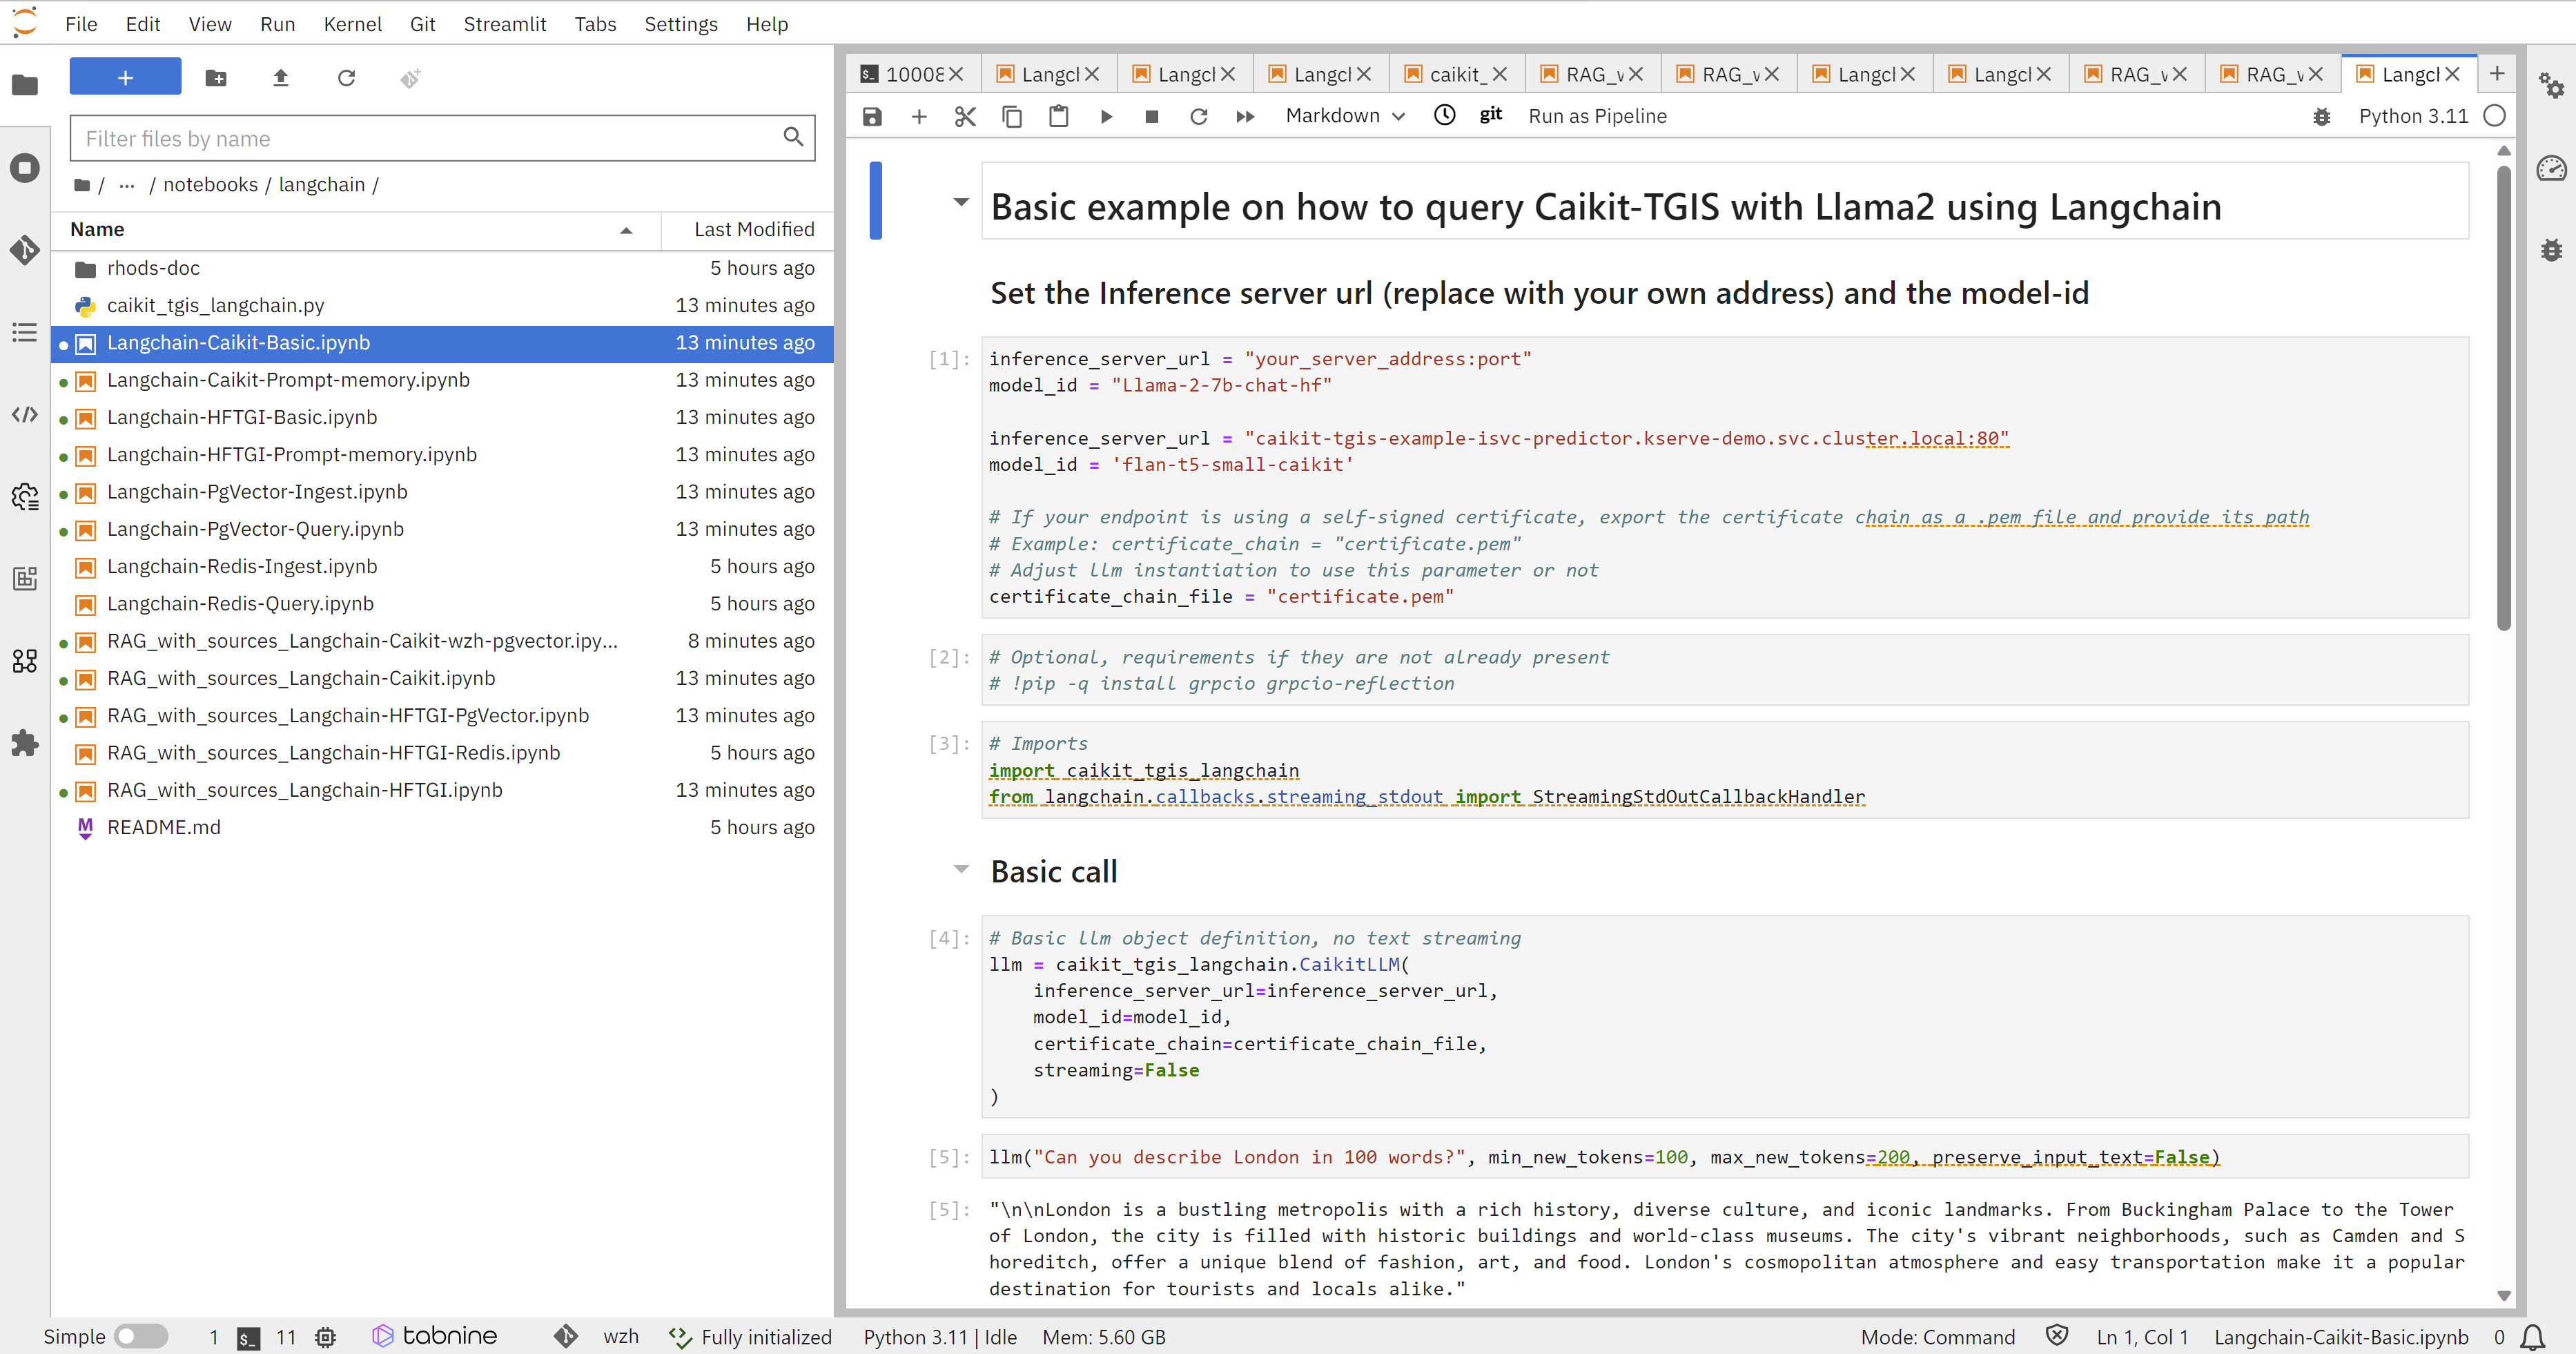 File Edit View Run Kernel Git Streamlit Tabs Settings Help
+
Filter files by name
/ ... / notebooks / langchain /
Name Last Modified
rhods-doc 5 hours ago
caikit_tgis_langchain.py 13 minutes ago
Langchain-Caikit-Basic.ipynb 13 minutes ago
Langchain-Caikit-Prompt-memory.ipynb 13 minutes ago
Langchain-HFTGI-Basic.ipynb 13 minutes ago
Langchain-HFTGI-Prompt-memory.ipynb 13 minutes ago
Langchain-PgVector-Ingest.ipynb 13 minutes ago
Langchain-PgVector-Query.ipynb 13 minutes ago
Langchain-Redis-Ingest.ipynb 5 hours ago
Langchain-Redis-Query.ipynb 5 hours ago
RAG_with_sources_Langchain-Caikit-wzh-pgvector.ipy... 8 minutes ago
RAG_with_sources_Langchain-Caikit.ipynb 13 minutes ago
RAG_with_sources_Langchain-HFTGI-PgVector.ipynb 13 minutes ago
RAG_with_sources_Langchain-HFTGI-Redis.ipynb 5 hours ago
RAG_with_sources_Langchain-HFTGI.ipynb 13 minutes ago
README.md 5 hours ago
10008 Langcl Langcl Langcl caikit_ RAG_v RAG_v Langcl Langcl RAG_v RAG_v Langcl
Markdown git Run as Pipeline Python 3.11
Basic example on how to query Caikit-TGIS with Llama2 using Langchain
Set the Inference server url (replace with your own address) and the model-id
[1]: inference_server_url = "your_server_address:port"
model_id = "Llama-2-7b-chat-hf"
inference_server_url = "caikit-tgis-example-isvc-predictor.kserve-demo.svc.cluster.local:80"
model_id = 'flan-t5-small-caikit'
# If your endpoint is using a self-signed certificate, export the certificate chain as a .pem file and provide its path
# Example: certificate_chain = "certificate.pem"
# Adjust llm instantiation to use this parameter or not
certificate_chain_file = "certificate.pem"
[2]: # Optional, requirements if they are not already present
# !pip -q install grpcio grpcio-reflection
[3]: # Imports
import caikit_tgis_langchain
from langchain.callbacks.streaming_stdout import StreamingStdOutCallbackHandler
Basic call
[4]: # Basic llm object definition, no text streaming
llm = caikit_tgis_langchain.CaikitLLM(
inference_server_url=inference_server_url,
model_id=model_id,
certificate_chain=certificate_chain_file,
streaming=False
)
[5]: llm("Can you describe London in 100 words?", min_new_tokens=100, max_new_tokens=200, preserve_input_text=False)
[5]: "\n\nLondon is a bustling metropolis with a rich history, diverse culture, and iconic landmarks. From Buckingham Palace to the Tower
of London, the city is filled with historic buildings and world-class museums. The city's vibrant neighborhoods, such as Camden and S
horeditch, offer a unique blend of fashion, art, and food. London's cosmopolitan atmosphere and easy transportation make it a popular
destination for tourists and locals alike."
Simple 1 11 tabnine wzh Fully initialized Python 3.11 | Idle Mem: 5.60 GB Mode: Command Ln 1, Col 1 Langchain-Caikit-Basic.ipynb 0